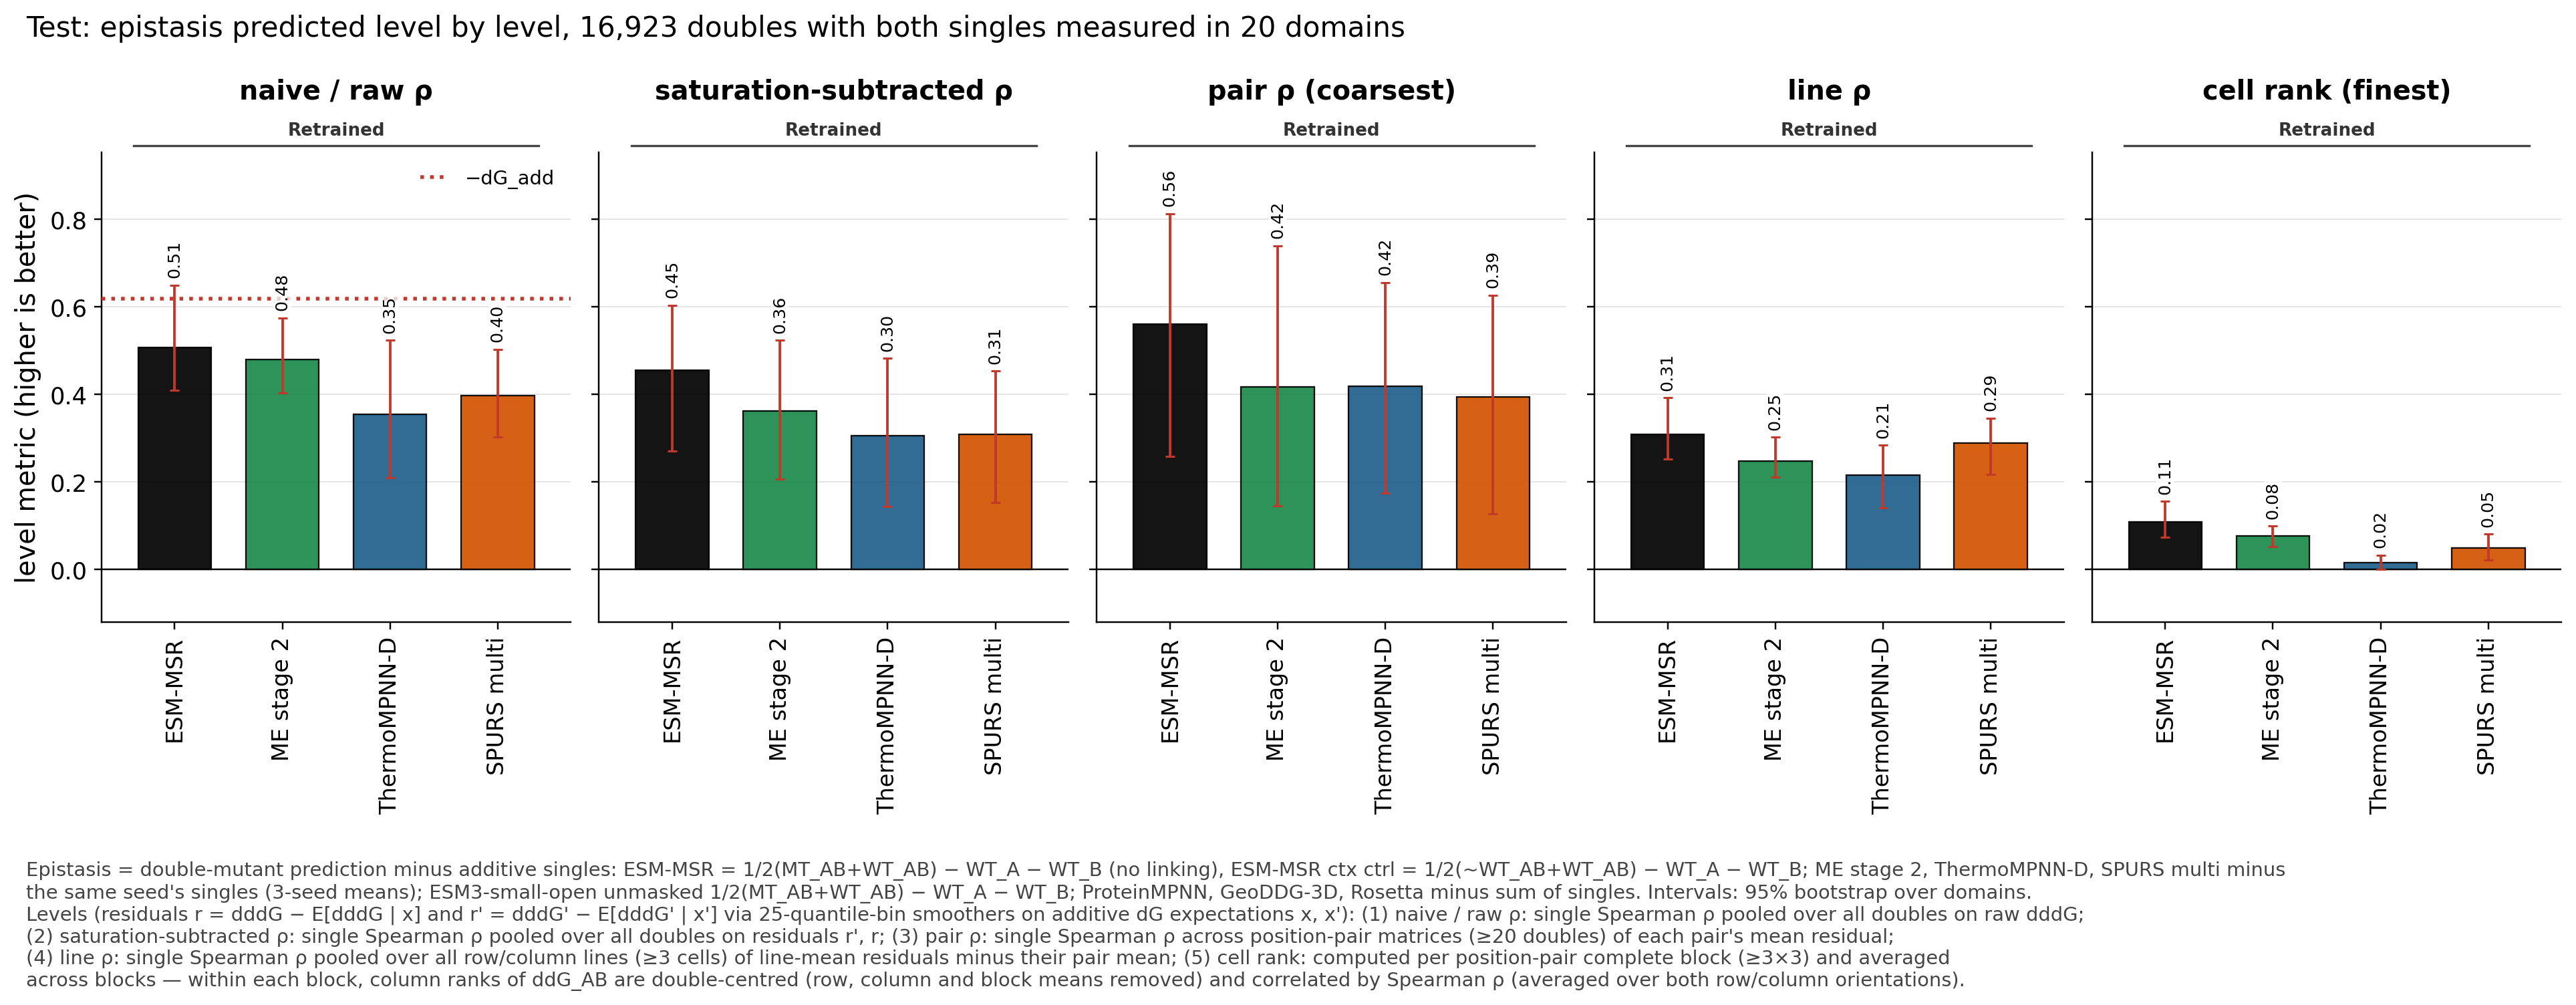 Test: epistasis predicted level by level, 16,923 doubles with both singles measured in 20 domains
naive / raw ρ
Retrained
saturation-subtracted ρ
Retrained
pair ρ (coarsest)
Retrained
line ρ
Retrained
cell rank (finest)
Retrained
level metric (higher is better)
0.8
0.6
0.4
0.2
0.0
−dG_add
0.51
0.48
0.35
0.40
0.45
0.36
0.30
0.31
0.56
0.42
0.42
0.39
0.31
0.25
0.21
0.29
0.11
0.08
0.02
0.05
ESM-MSR
ME stage 2
ThermoMPNN-D
SPURS multi
ESM-MSR
ME stage 2
ThermoMPNN-D
SPURS multi
ESM-MSR
ME stage 2
ThermoMPNN-D
SPURS multi
ESM-MSR
ME stage 2
ThermoMPNN-D
SPURS multi
ESM-MSR
ME stage 2
ThermoMPNN-D
SPURS multi
Epistasis = double-mutant prediction minus additive singles: ESM-MSR = 1/2(MT_AB+WT_AB) − WT_A − WT_B (no linking), ESM-MSR ctx ctrl = 1/2(~WT_AB+WT_AB) − WT_A − WT_B; ME stage 2, ThermoMPNN-D, SPURS multi minus
the same seed's singles (3-seed means); ESM3-small-open unmasked 1/2(MT_AB+WT_AB) − WT_A − WT_B; ProteinMPNN, GeoDDG-3D, Rosetta minus sum of singles. Intervals: 95% bootstrap over domains.
Levels (residuals r = dddG − E[dddG | x] and r' = dddG' − E[dddG' | x'] via 25-quantile-bin smoothers on additive dG expectations x, x'): (1) naive / raw ρ: single Spearman ρ pooled over all doubles on raw dddG;
(2) saturation-subtracted ρ: single Spearman ρ pooled over all doubles on residuals r', r; (3) pair ρ: single Spearman ρ across position-pair matrices (≥20 doubles) of each pair's mean residual;
(4) line ρ: single Spearman ρ pooled over all row/column lines (≥3 cells) of line-mean residuals minus their pair mean; (5) cell rank: computed per position-pair complete block (≥3×3) and averaged
across blocks — within each block, column ranks of ddG_AB are double-centred (row, column and block means removed) and correlated by Spearman ρ (averaged over both row/column orientations).